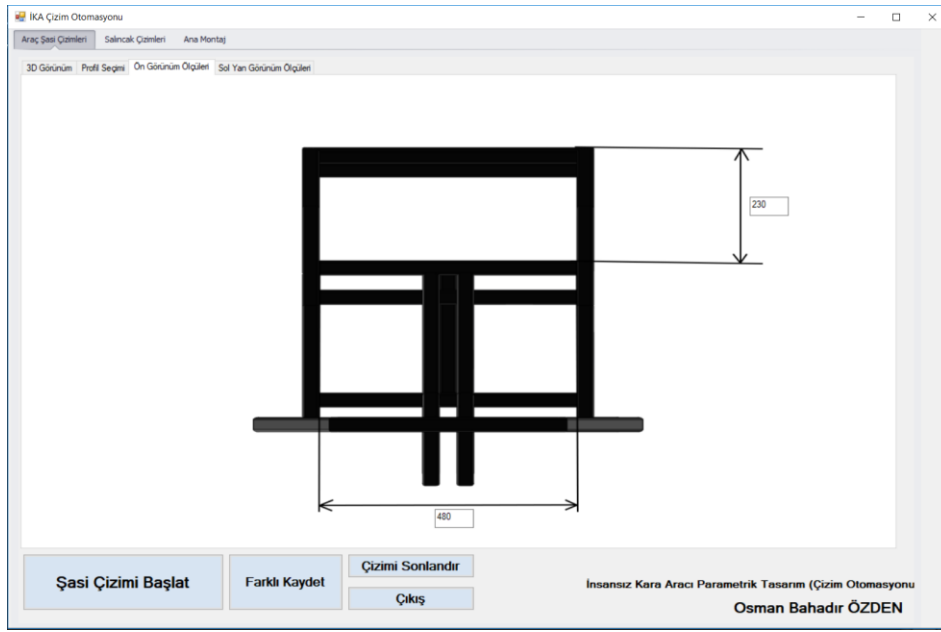 İKA Çizim Otomasyonu
Araç Şasi Çizimleri Salıncak Çizimleri Ana Montaj
3D Görünüm Profil Seçimi Ön Görünüm Ölçüleri Sol Yan Görünüm Ölçüleri
230
480
Şasi Çizimi Başlat
Farklı Kaydet
Çizimi Sonlandır
Çıkış
İnsansız Kara Aracı Parametrik Tasarım (Çizim Otomasyonu
Osman Bahadır ÖZDEN